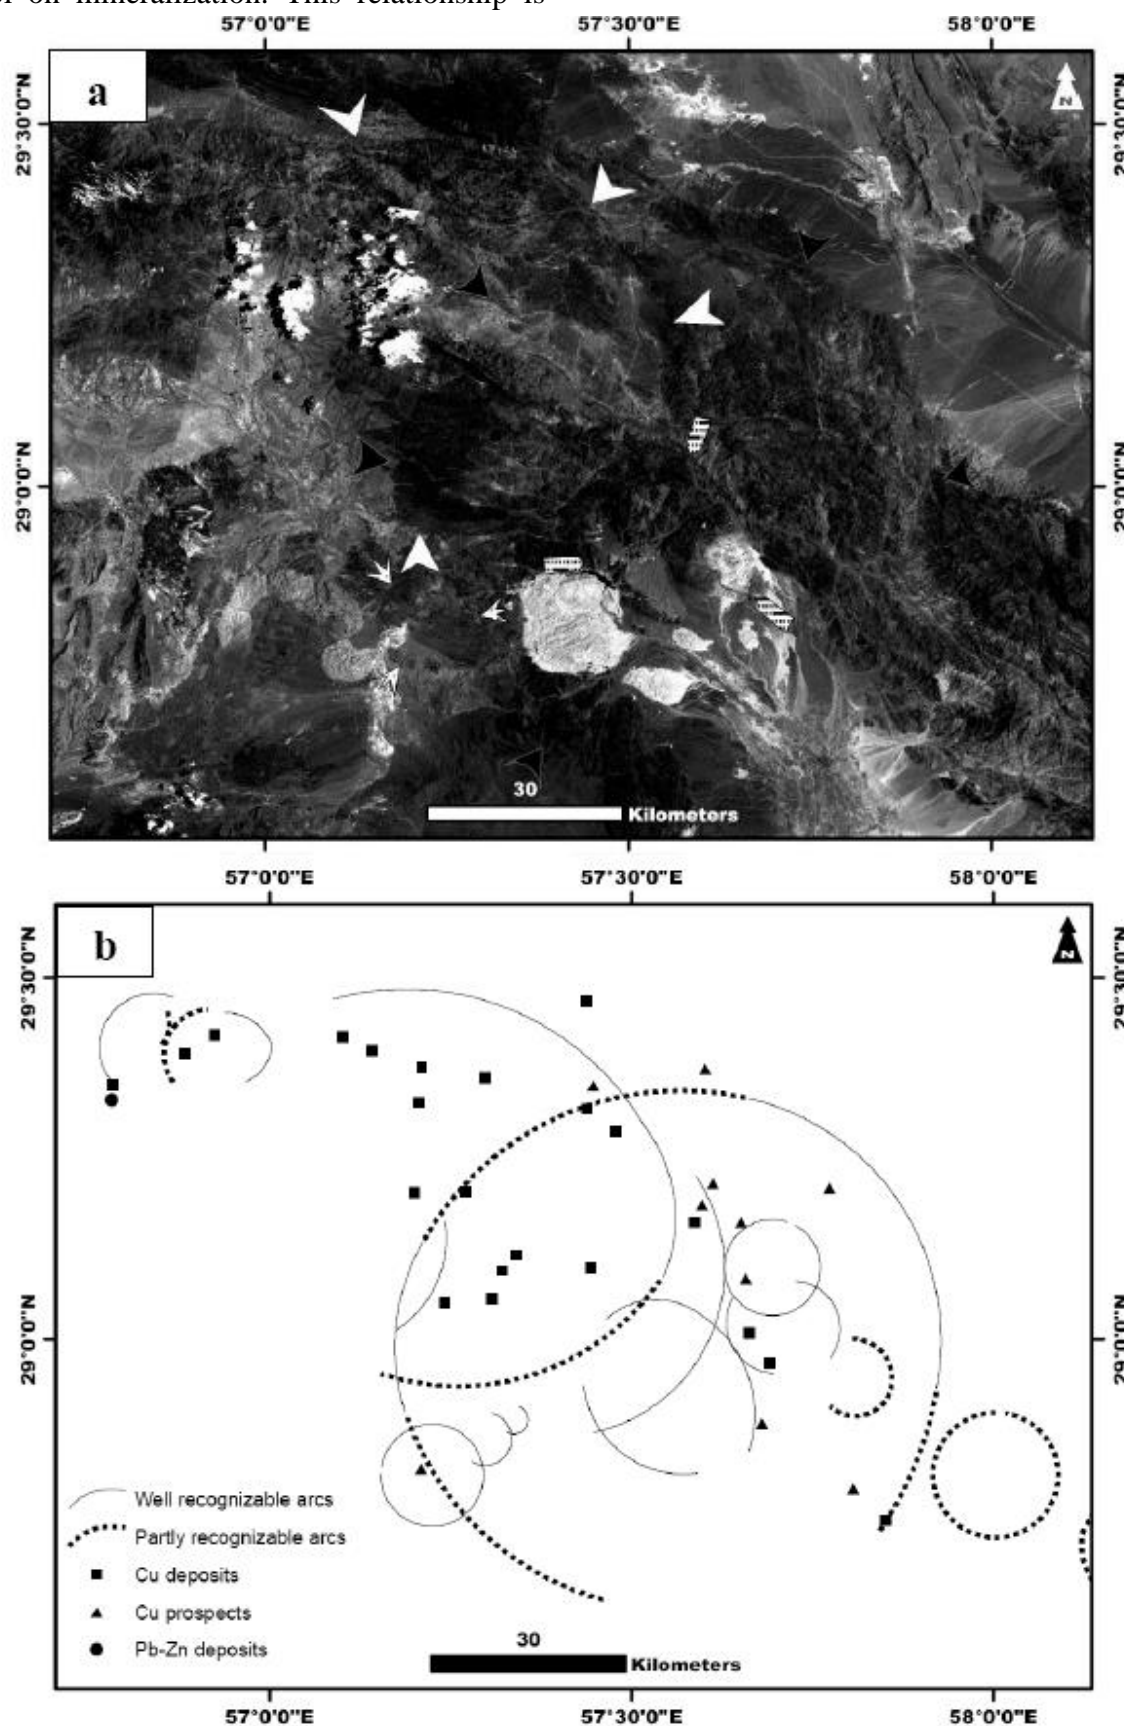 on mineralization. This relationship is
57°0'0"E 57°30'0"E 58°0'0"E
a
N
29°30'0"N
29°0'0"N
30
Kilometers
57°0'0"E 57°30'0"E 58°0'0"E
b
N
29°30'0"N
29°0'0"N
Well recognizable arcs
Partly recognizable arcs
Cu deposits
Cu prospects
Pb-Zn deposits
30
Kilometers
57°0'0"E 57°30'0"E 58°0'0"E